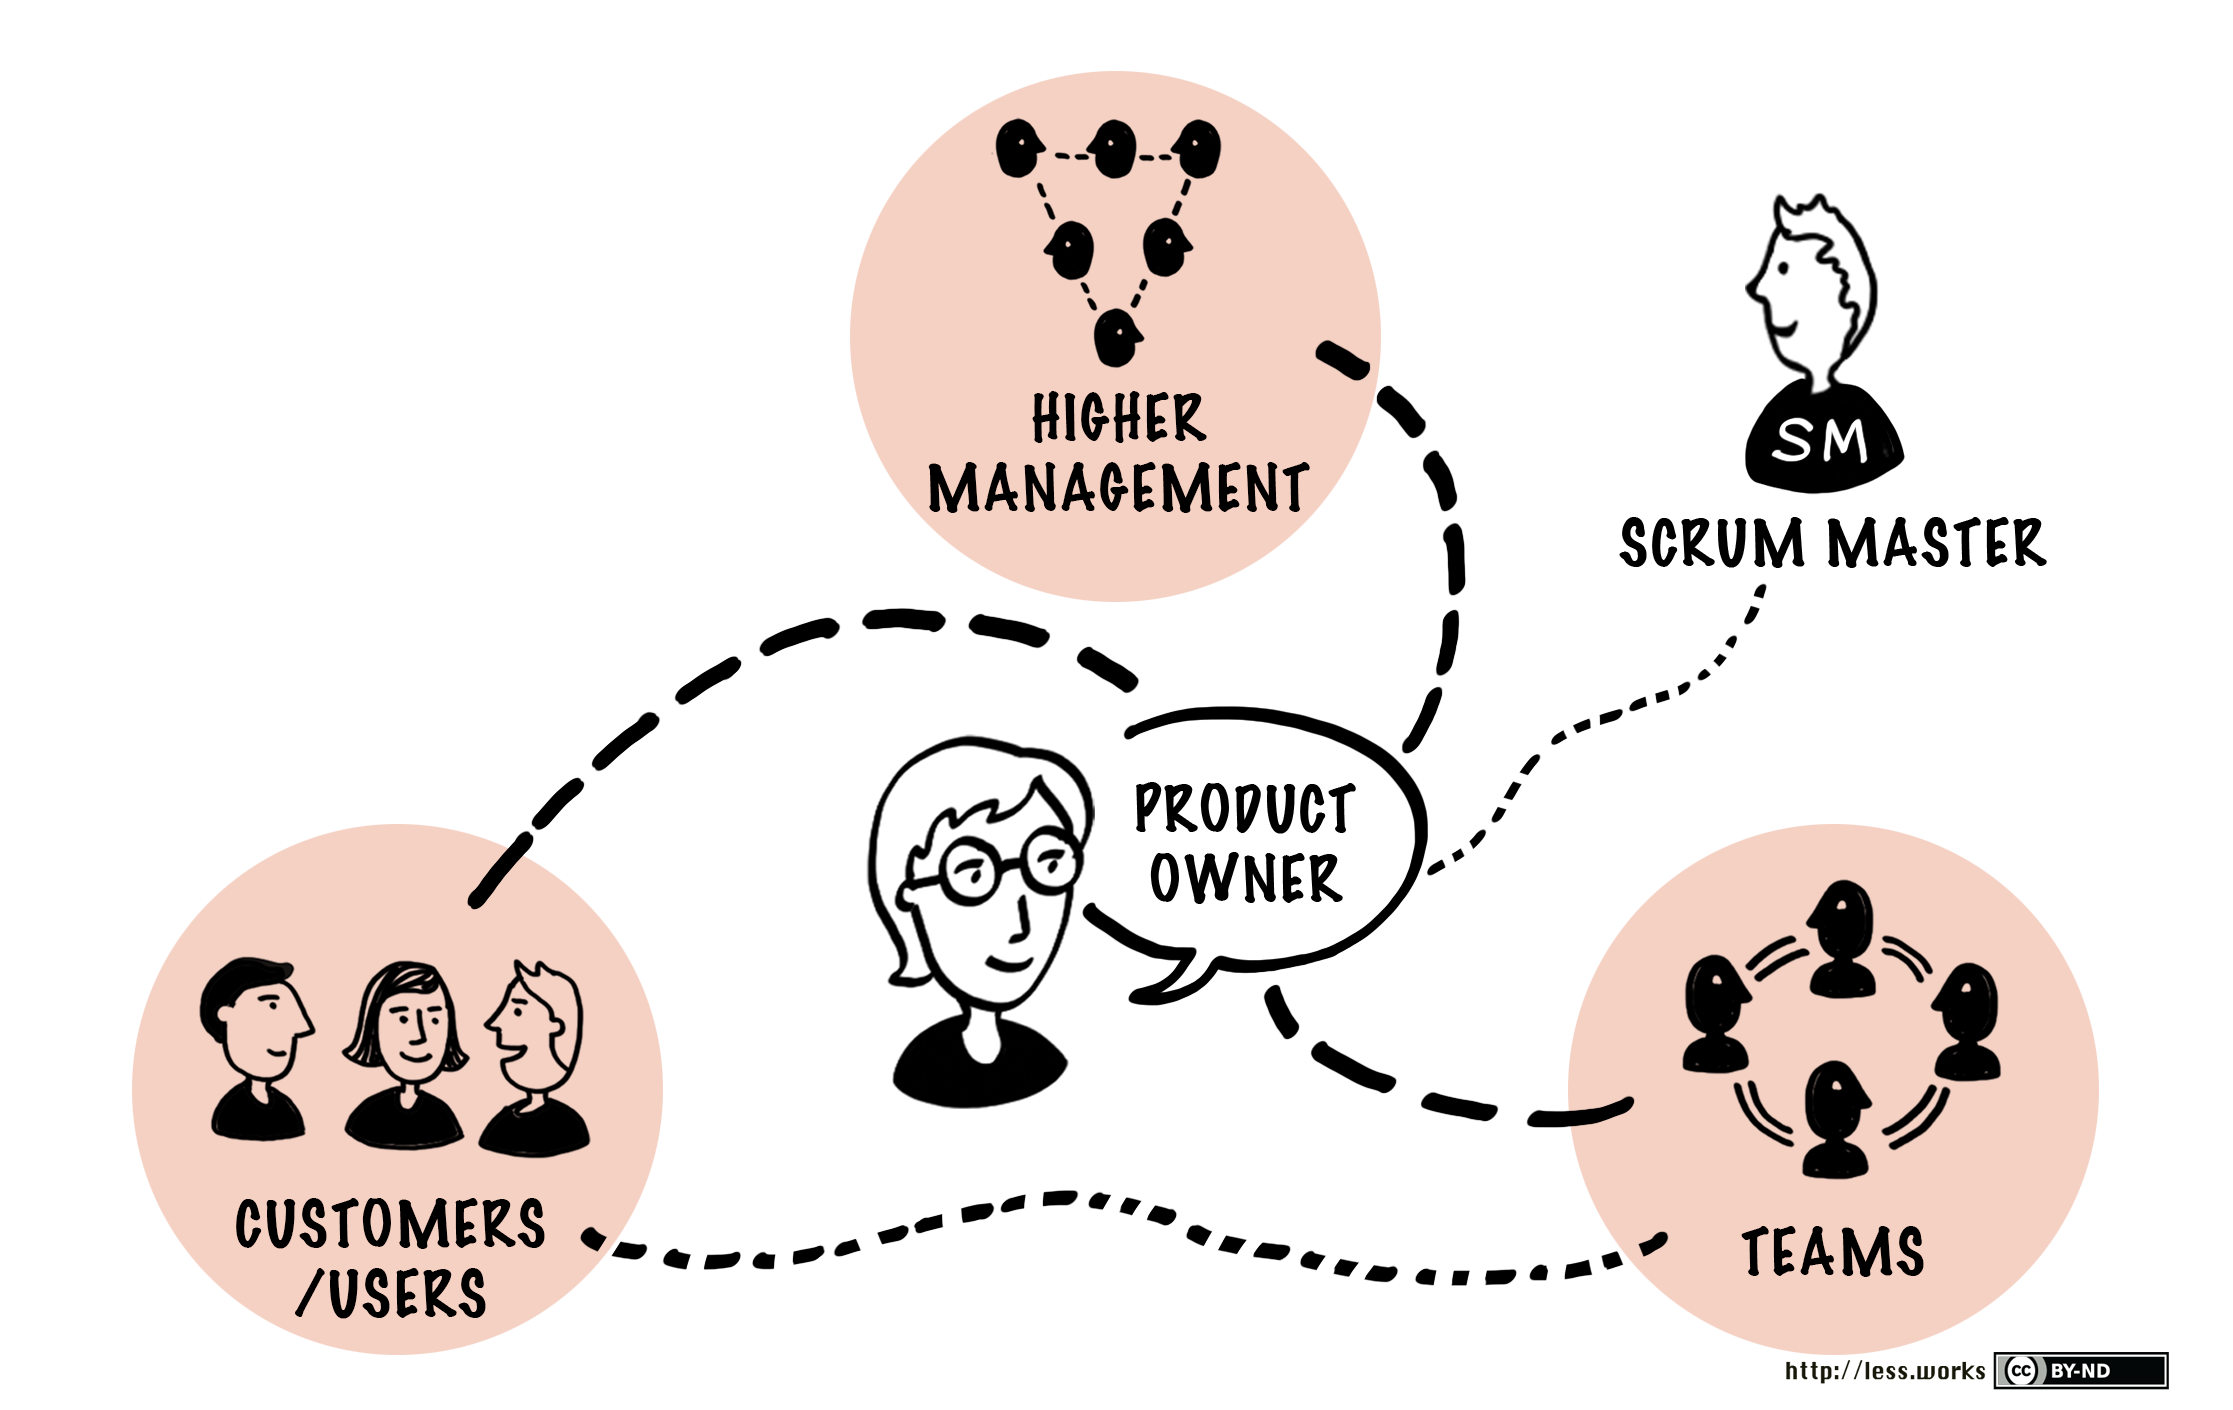 HIGHER
MANAGEMENT
SM
SCRUM MASTER
PRODUCT
OWNER
CUSTOMERS
/USERS
TEAMS
http://less.works
cc BY-ND